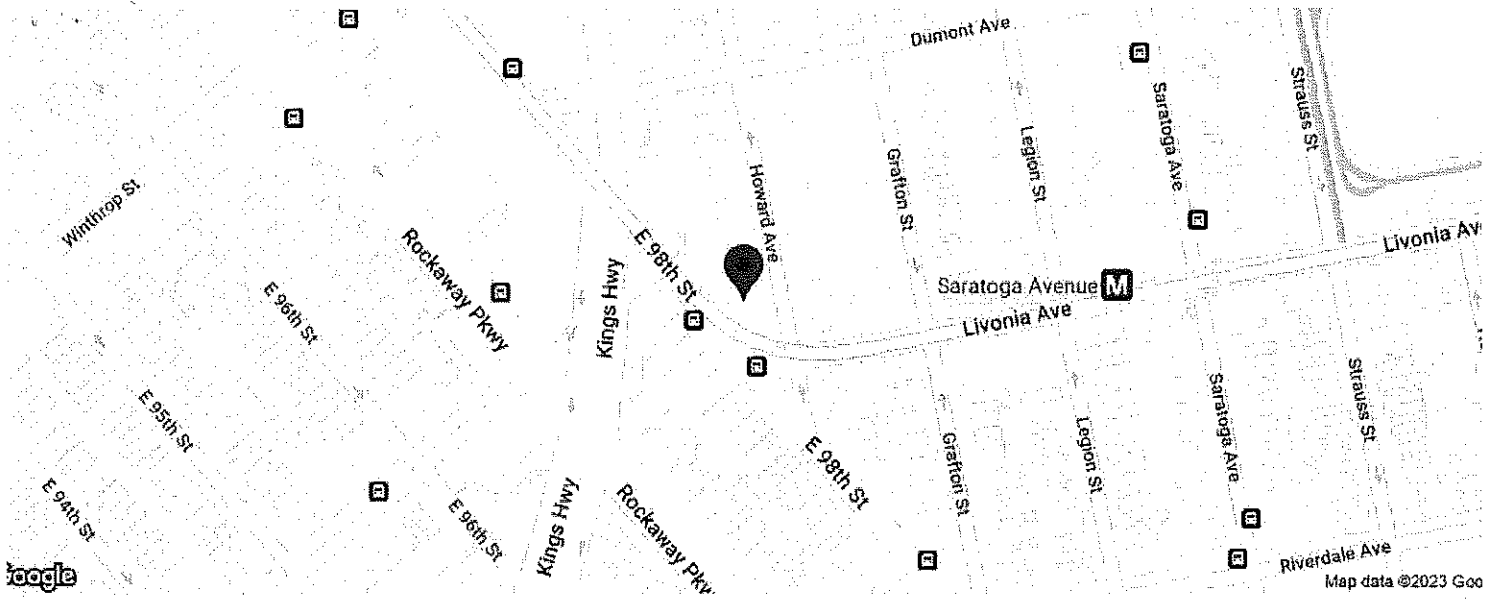 Dumont Ave
Strauss St
Saratoga Ave
Legion St
Grafton St
Howard Ave
Winthrop St
E 98th St
Rockaway Pkwy
Kings Hwy
Livonia Av
Saratoga Avenue M
Livonia Ave
E 96th St
E 95th St
Strauss St
Saratoga Ave
Legion St
Grafton St
E 98th St
E 94th St
E 96th St
Kings Hwy
Rockaway Pkw
Riverdale Ave
Google
Map data ©2023 Goo